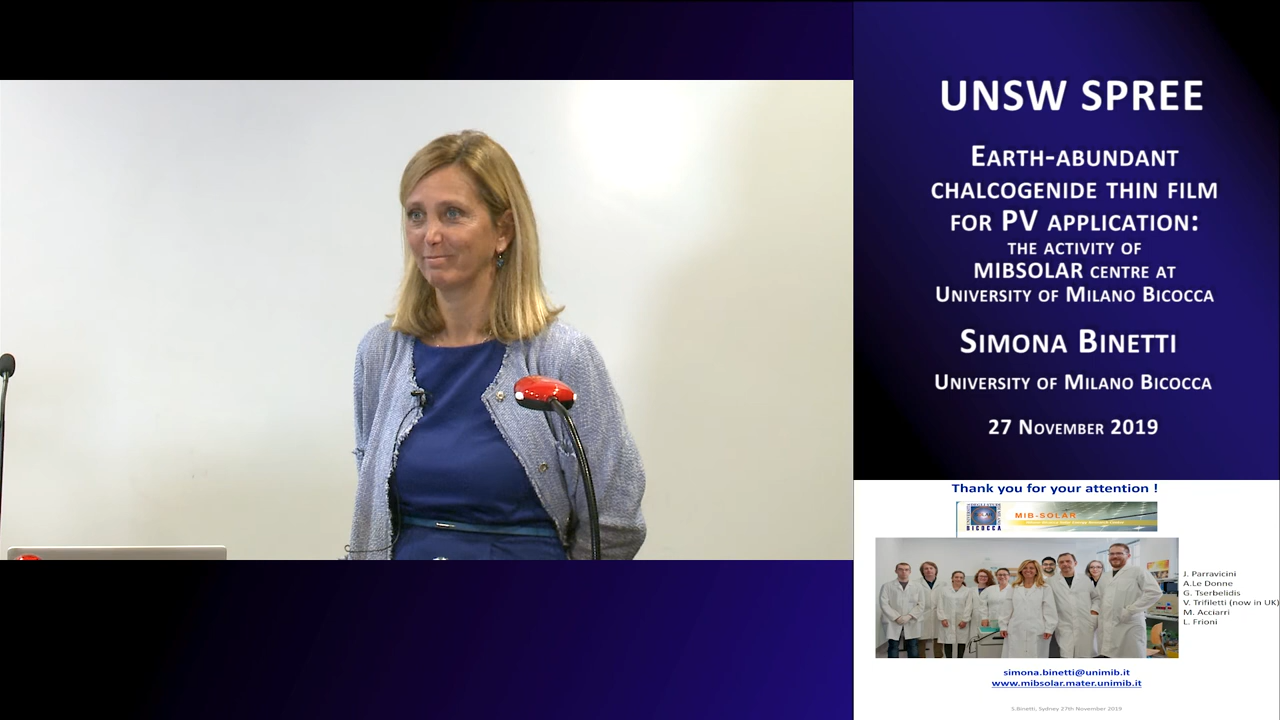 UNSW SPREE
EARTH-ABUNDANT
CHALCOGENIDE THIN FILM
FOR PV APPLICATION:
THE ACTIVITY OF
MIBSOLAR CENTRE AT
UNIVERSITY OF MILANO BICOCCA
SIMONA BINETTI
UNIVERSITY OF MILANO BICOCCA
27 NOVEMBER 2019
Thank you for your attention !
BICOCCA
MIB-SOLAR
J. Parravicini
A.Le Donne
G. Tserbelidis
V. Trifiletti (now in UK)
M. Acciarri
L. Frioni
simona.binetti@unimib.it
www.mibsolar.mater.unimib.it
S.Binetti, Sydney 27th November 2019